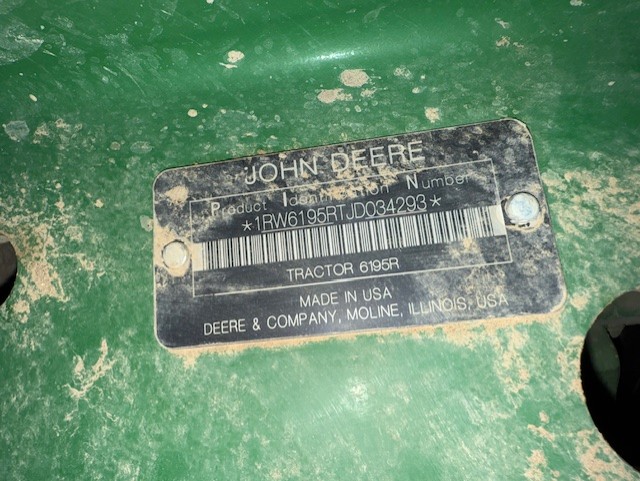 JOHN DEERE
Product Identification Number
*1RW6195RTJD034293*
TRACTOR 6195R
MADE IN USA
DEERE & COMPANY, MOLINE, ILLINOIS, USA